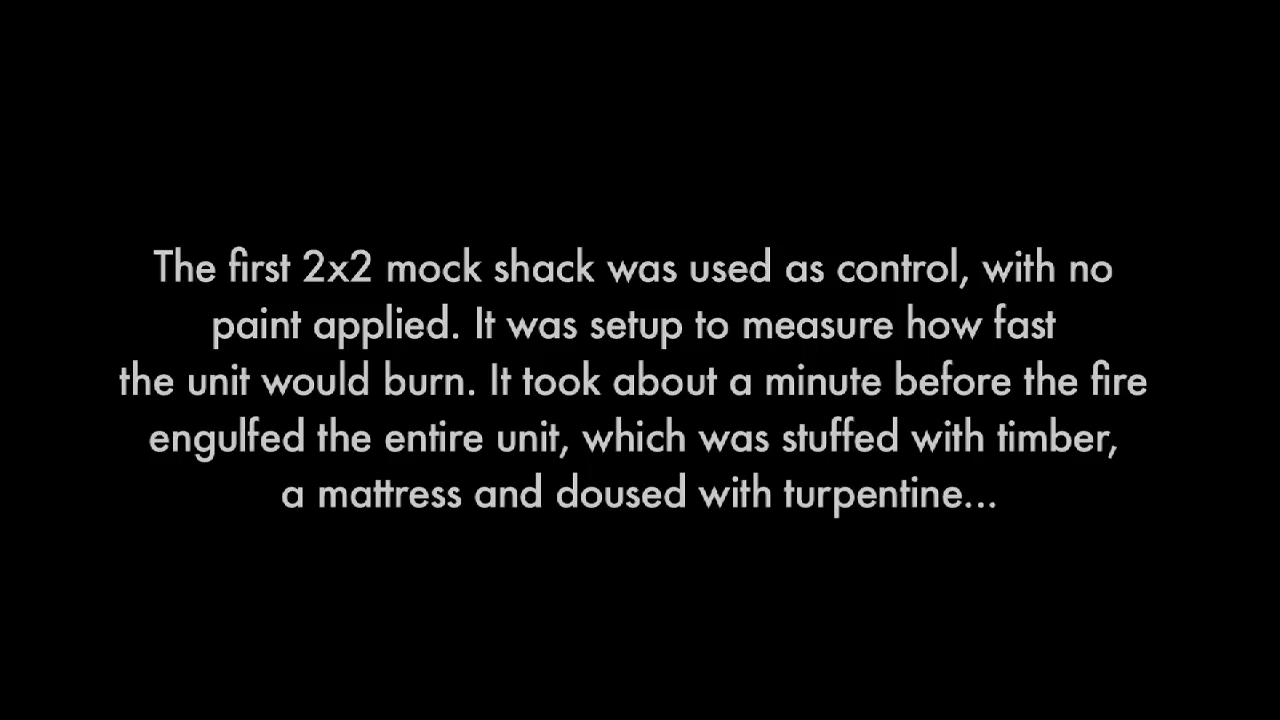 The first 2x2 mock shack was used as control, with no
paint applied. It was setup to measure how fast
the unit would burn. It took about a minute before the fire
engulfed the entire unit, which was stuffed with timber,
a mattress and doused with turpentine...